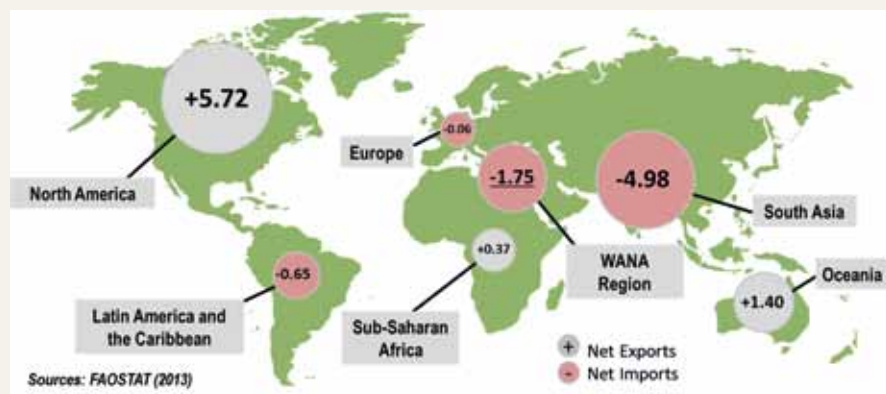 +5.72
-0.06
Europe
-1.75
-4.98
North America
South Asia
+0.37
WANA
Region
Oceania
-0.65
+1.40
Latin America and
the Caribbean
Sub-Saharan
Africa
+ Net Exports
- Net Imports
Sources: FAOSTAT (2013)